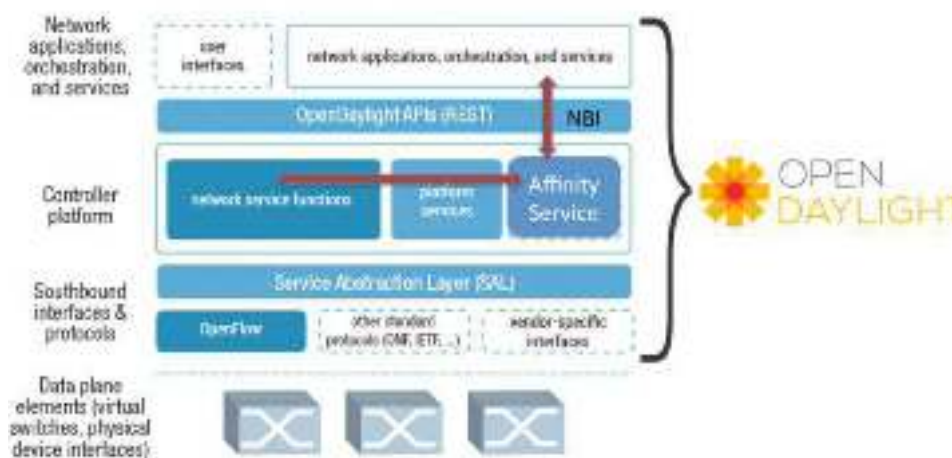 Network
applications,
orchestration,
and services
user
interfaces
network applications, orchestration, and services
OpenDaylight APIs (REST)
NBI
Controller
platform
network service functions
platform
services
Affinity
Service
OPEN
DAYLIGHT
Southbound
interfaces &
protocols
Service Abstraction Layer (SAL)
OpenFlow
other standard
protocols (ONF, IETF, ...)
vendor-specific
interfaces
Data plane
elements (virtual
switches, physical
device interfaces)